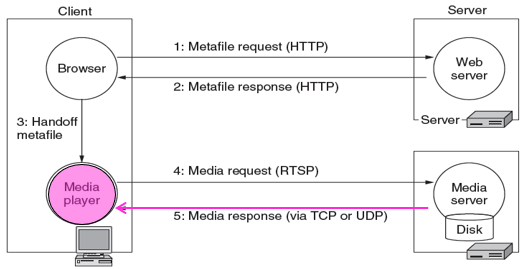 Client
Server
1: Metafile request (HTTP)
Browser
Web
server
2: Metafile response (HTTP)
3: Handoff
metafile
Server
4: Media request (RTSP)
Media
player
Media
server
5: Media response (via TCP or UDP)
Disk